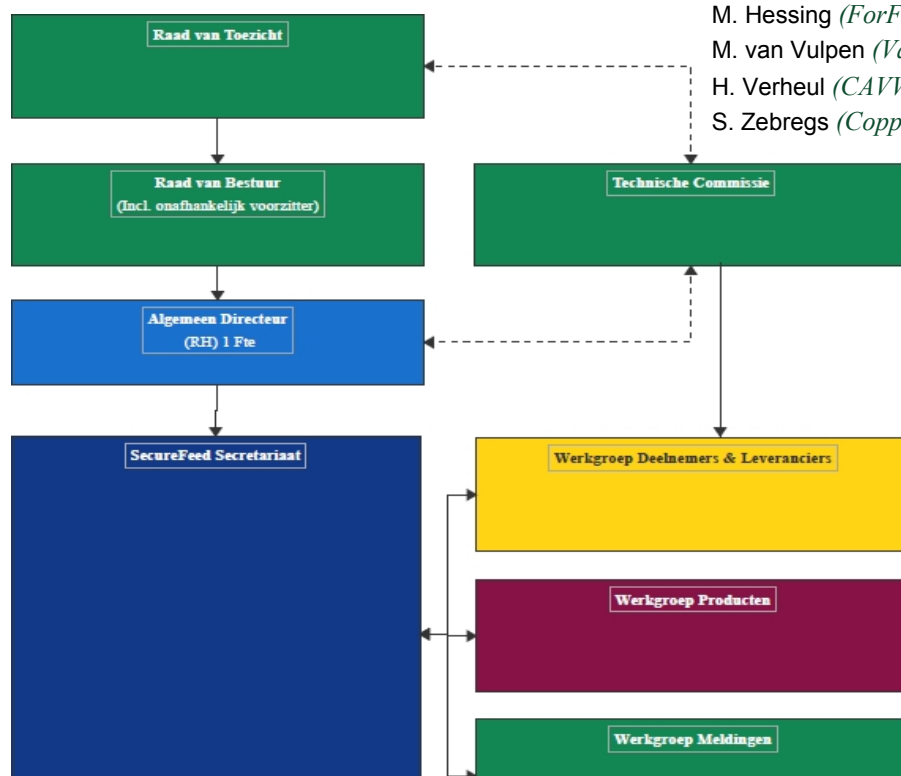 M. Hessing
M. van Vulpen
H. Verheul
S. Zebregs
Raad van Toezicht
Raad van Bestuur
(Incl. onafhankelijk voorzitter)
Technische Commissie
Algemeen Directeur
(RH) 1 Fte
SecureFeed Secretariaat
Werkgroep Deelnemers & Leveranciers
Werkgroep Producten
Werkgroep Meldingen